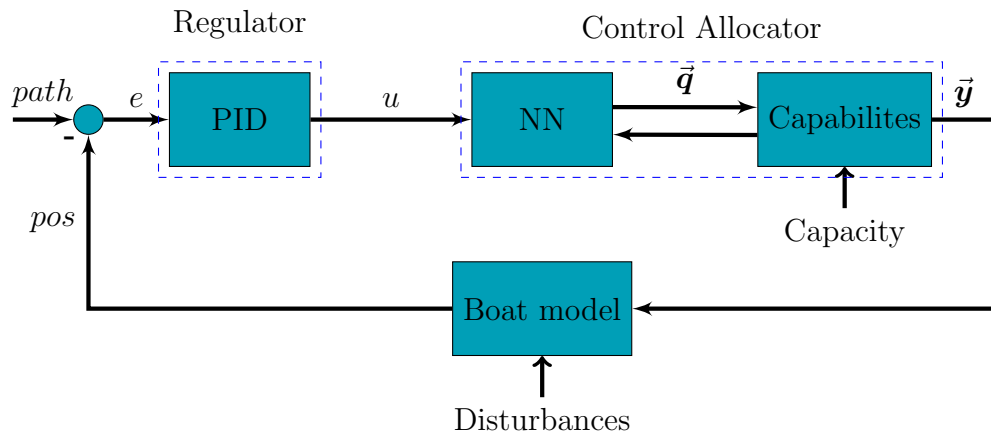 Regulator
Control Allocator
path
e
PID
u
NN
q⃗
Capabilites
y⃗
-
pos
Capacity
Boat model
Disturbances